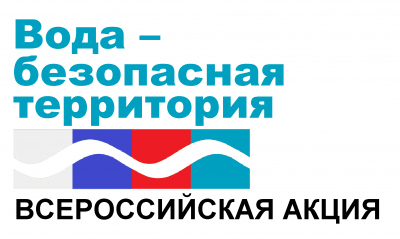 Вода –
безопасная
территория
ВСЕРОССИЙСКАЯ АКЦИЯ